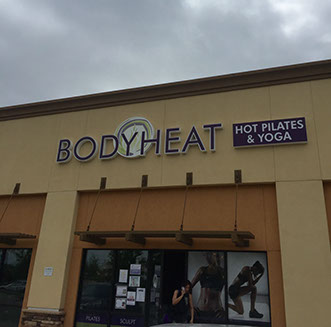 BODYHEAT
HOT PILATES
& YOGA
PILATES
SCULPT